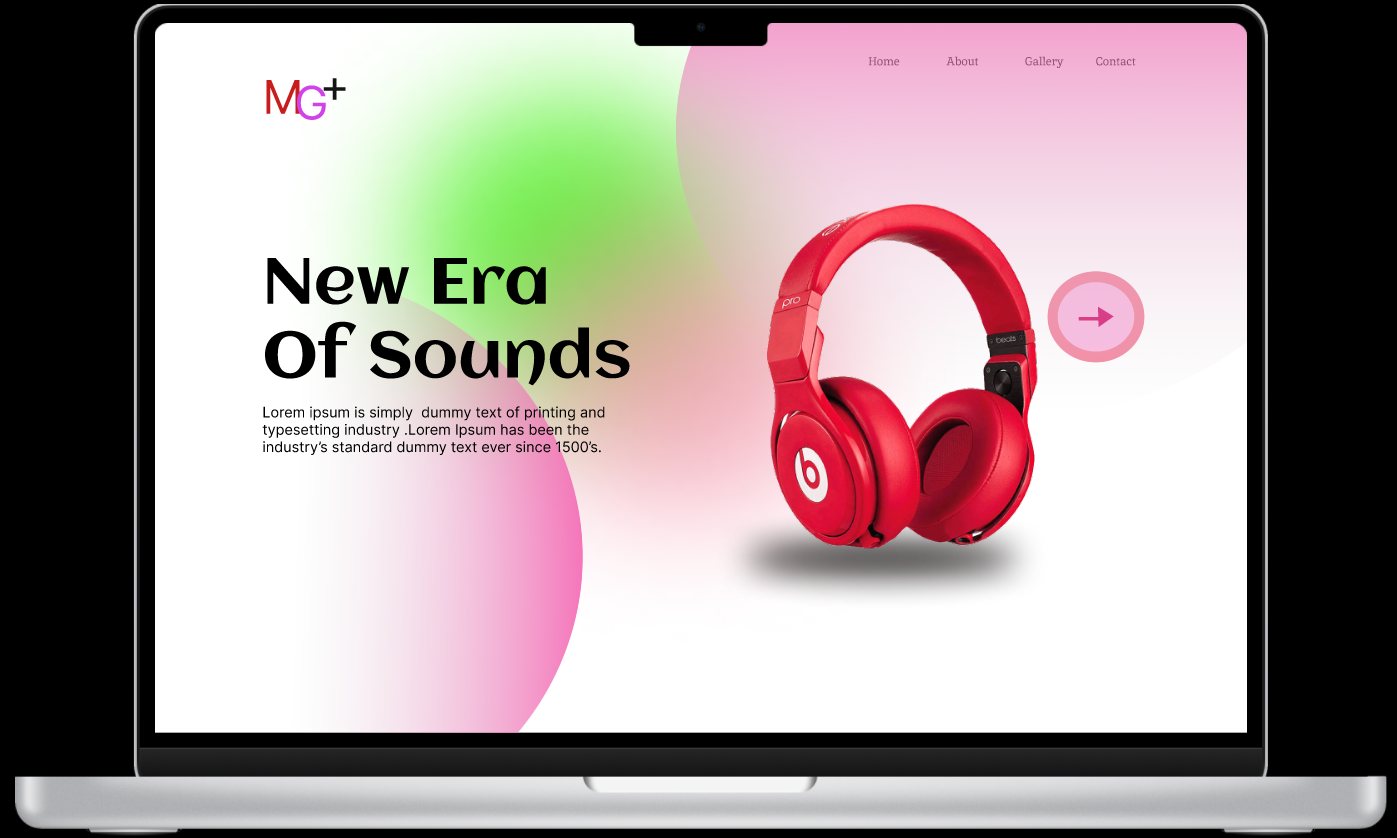 Home About Gallery Contact
MG+
New Era
Of Sounds
Lorem ipsum is simply  dummy text of printing and
typesetting industry .Lorem Ipsum has been the
industry’s standard dummy text ever since 1500’s.
pro
beats
b